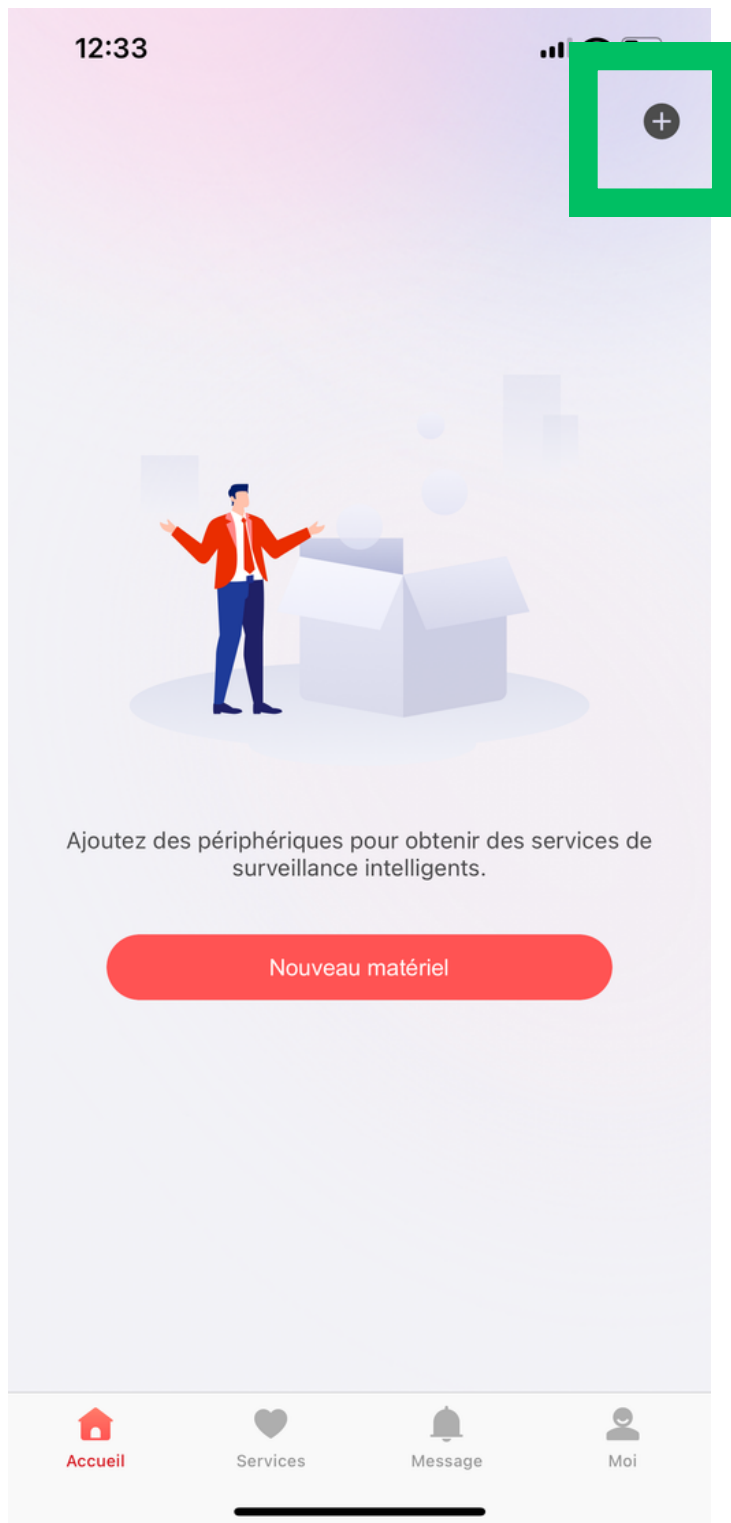 12:33
Ajoutez des périphériques pour obtenir des services de
surveillance intelligents.
Nouveau matériel
Accueil
Services
Message
Moi